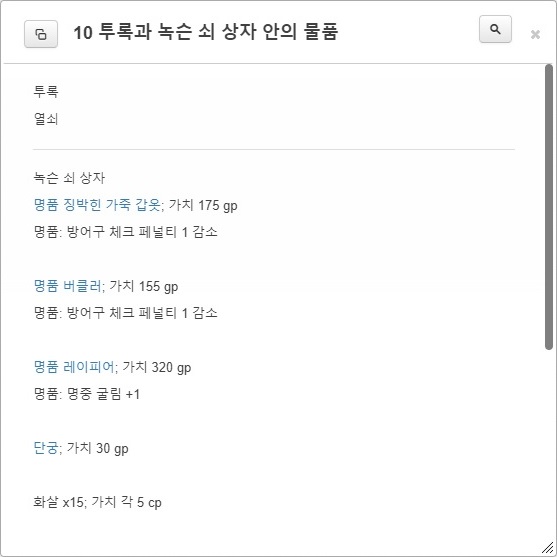 10 투록과 녹슨 쇠 상자 안의 물품
투록
열쇠
녹슨 쇠 상자
명품 징박힌 가죽 갑옷; 가치 175 gp
명품: 방어구 체크 페널티 1 감소
명품 버클러; 가치 155 gp
명품: 방어구 체크 페널티 1 감소
명품 레이피어; 가치 320 gp
명품: 명중 굴림 +1
단궁; 가치 30 gp
화살 x15; 가치 각 5 cp